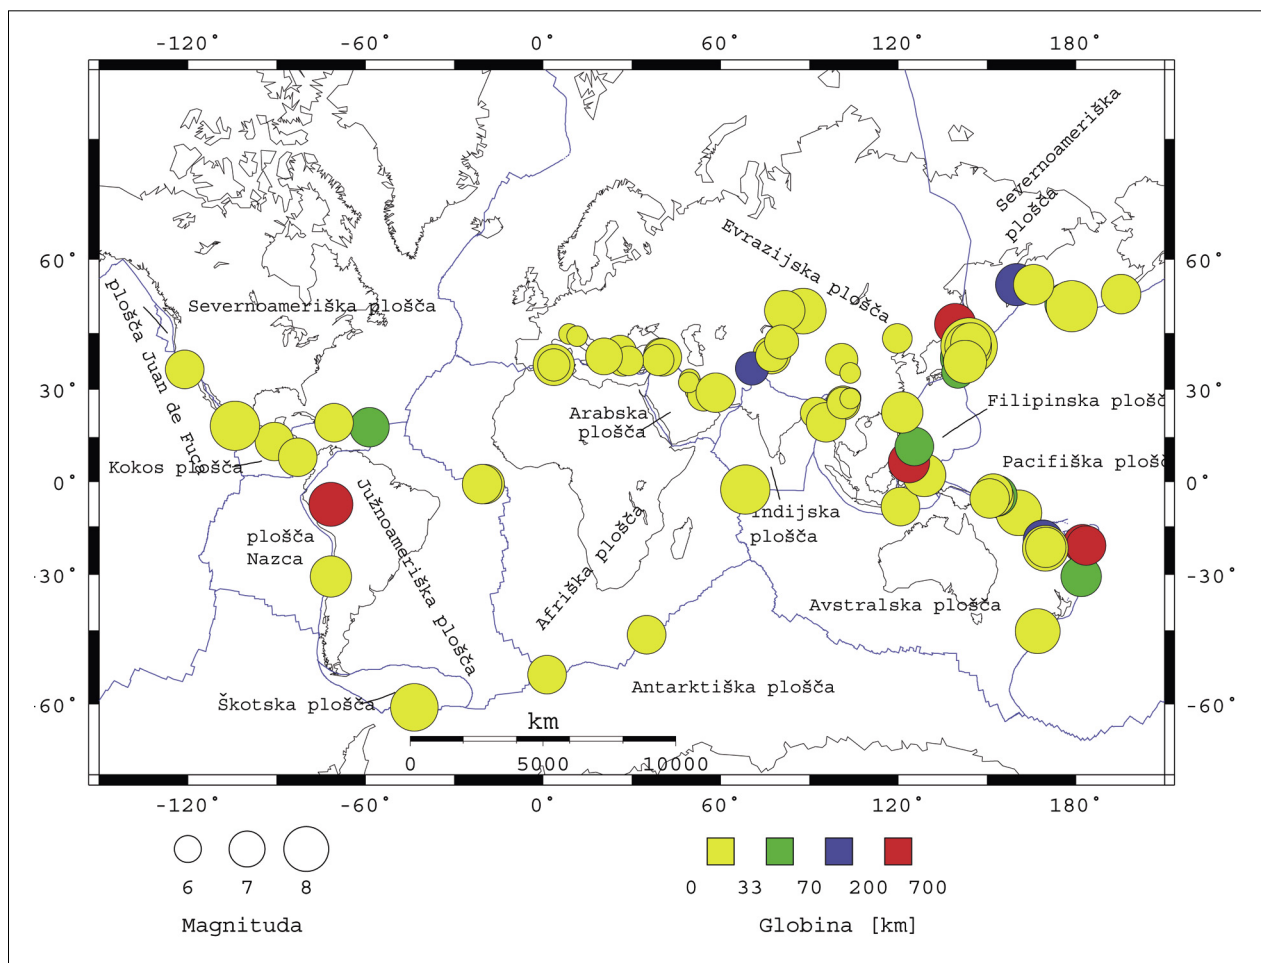 -120° -60° 0° 60° 120° 180°
Severnoameriška
plošča
Evrazijska plošča
60° 60°
Severnoameriška plošča
plošča Juan de Fuca
30° 30°
Filipinska plošč
Arabska
plošča
Kokos plošča
Pacifiška plošč
0° 0°
Južnoameriška plošča
Afriška plošča
Indijska
plošča
plošča
Nazca
-30° -30°
Avstralska plošča
Antarktiška plošča
Škotska plošča
-60° -60°
km
0 5000 10000
-120° -60° 0° 60° 120° 180°
6 7 8
0 33 70 200 700
Magnituda
Globina [km]